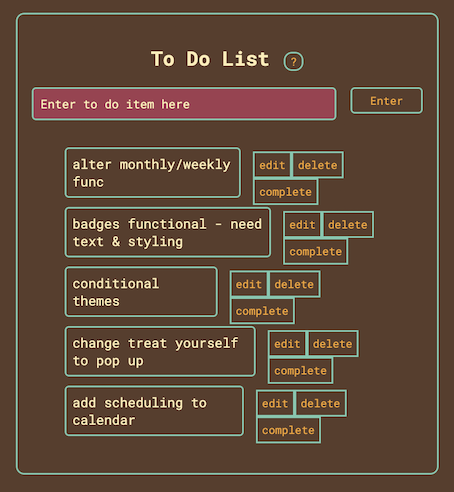 To Do List ?
Enter to do item here Enter
alter monthly/weekly
func
edit delete
complete
badges functional - need
text & styling
edit delete
complete
conditional
themes
edit delete
complete
change treat yourself
to pop up
edit delete
complete
add scheduling to
calendar
edit delete
complete